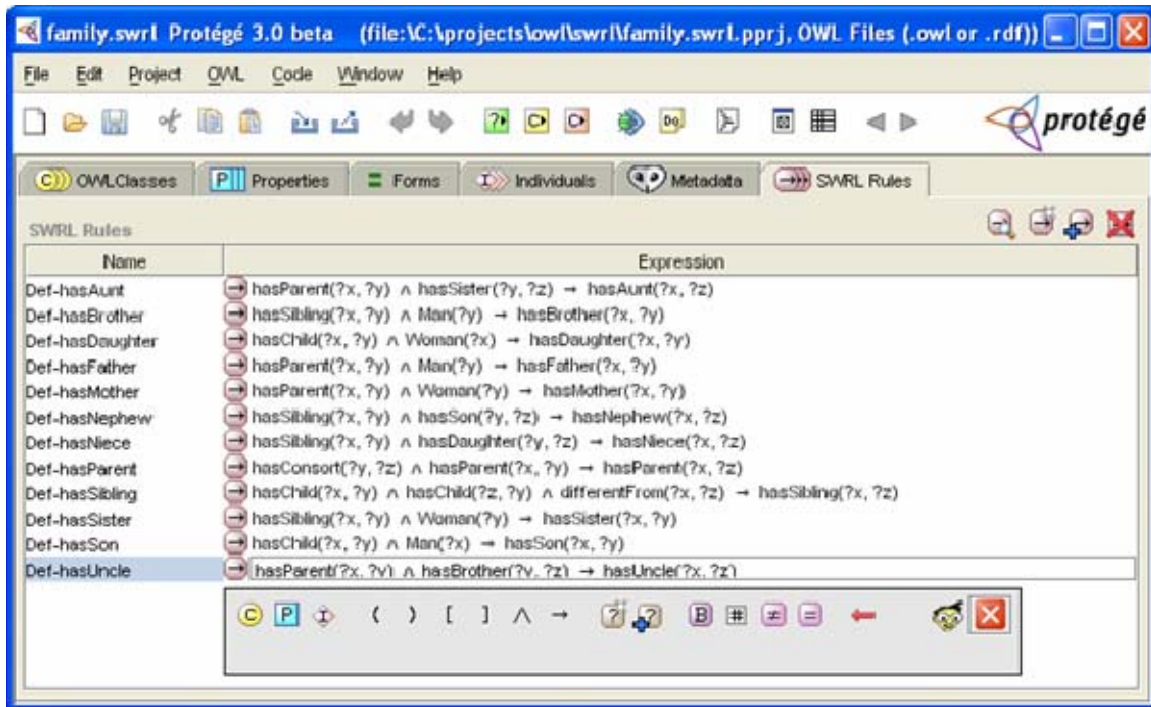 family.swrl Protégé 3.0 beta (file:\C:\projects\owl\swrl\family.swrl.pprj, OWL Files (.owl or .rdf))
File Edit Project OWL Code Window Help
protégé
OWLClasses Properties Forms Individuals Metadata SWRL Rules
SWRL Rules
Name Expression
Def-hasAunt hasParent(?x, ?y) ∧ hasSister(?y, ?z) → hasAunt(?x, ?z)
Def-hasBrother hasSibling(?x, ?y) ∧ Man(?y) → hasBrother(?x, ?y)
Def-hasDaughter hasChild(?x, ?y) ∧ Woman(?x) → hasDaughter(?x, ?y)
Def-hasFather hasParent(?x, ?y) ∧ Man(?y) → hasFather(?x, ?y)
Def-hasMother hasParent(?x, ?y) ∧ Woman(?y) → hasMother(?x, ?y)
Def-hasNephew hasSibling(?x, ?y) ∧ hasSon(?y, ?z) → hasNephew(?x, ?z)
Def-hasNiece hasSibling(?x, ?y) ∧ hasDaughter(?y, ?z) → hasNiece(?x, ?z)
Def-hasParent hasConsort(?y, ?z) ∧ hasParent(?x, ?y) → hasParent(?x, ?z)
Def-hasSibling hasChild(?x, ?y) ∧ hasChild(?z, ?y) ∧ differentFrom(?x, ?z) → hasSibling(?x, ?z)
Def-hasSister hasSibling(?x, ?y) ∧ Woman(?y) → hasSister(?x, ?y)
Def-hasSon hasChild(?x, ?y) ∧ Man(?x) → hasSon(?x, ?y)
Def-hasUncle hasParent(?x, ?y) ∧ hasBrother(?y, ?z) → hasUncle(?x, ?z)
C P I ( ) [ ] ∧ → ? ? B # ≠ =